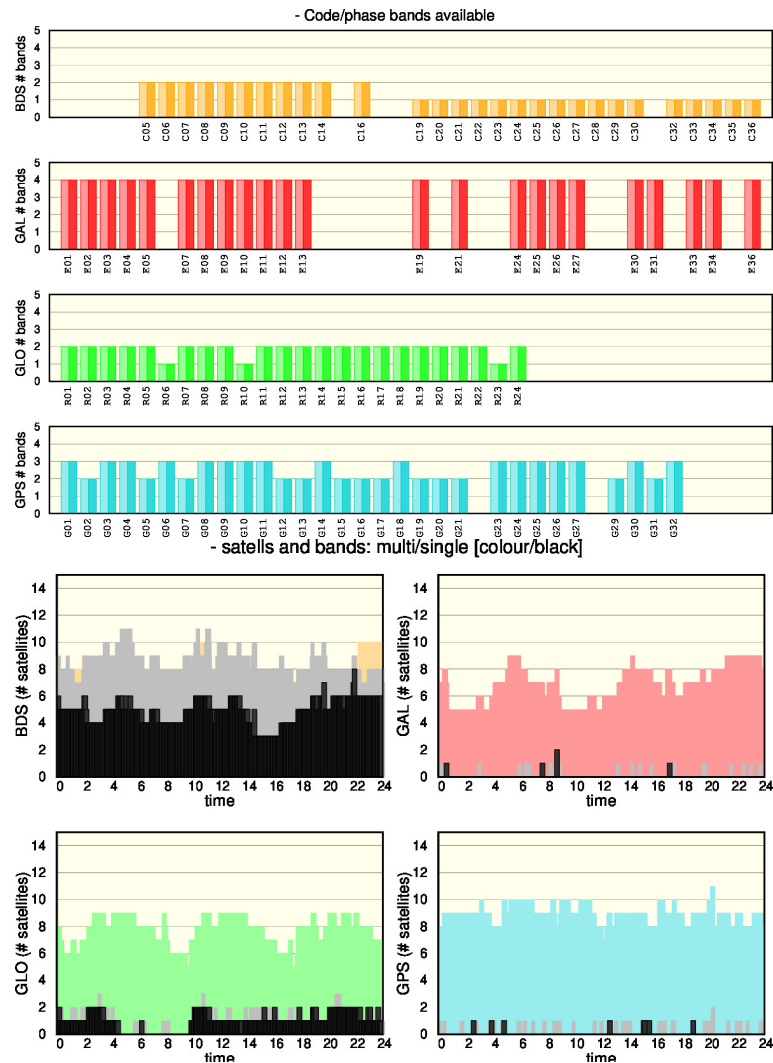 - Code/phase bands available
BDS # bands
5
4
3
2
1
0
C05 C06 C07 C08 C09 C10 C11 C12 C13 C14 C16 C19 C20 C21 C22 C23 C24 C25 C26 C27 C28 C29 C30 C32 C33 C34 C35 C36
GAL # bands
5
4
3
2
1
0
E01 E02 E03 E04 E05 E07 E08 E09 E10 E11 E12 E13 E19 E21 E24 E25 E26 E27 E30 E31 E33 E34 E36
GLO # bands
5
4
3
2
1
0
R01 R02 R03 R04 R05 R06 R07 R08 R09 R10 R11 R12 R13 R14 R15 R16 R17 R18 R19 R20 R21 R22 R23 R24
GPS # bands
5
4
3
2
1
0
G01 G02 G03 G04 G05 G06 G07 G08 G09 G10 G11 G12 G13 G14 G15 G16 G17 G18 G19 G20 G21 G23 G24 G25 G26 G27 G29 G30 G31 G32
- satells and bands: multi/single [colour/black]
BDS (# satellites)
14
12
10
8
6
4
2
0
0 2 4 6 8 10 12 14 16 18 20 22 24
time
GAL (# satellites)
14
12
10
8
6
4
2
0
0 2 4 6 8 10 12 14 16 18 20 22 24
time
GLO (# satellites)
14
12
10
8
6
4
2
0
0 2 4 6 8 10 12 14 16 18 20 22 24
time
GPS (# satellites)
14
12
10
8
6
4
2
0
0 2 4 6 8 10 12 14 16 18 20 22 24
time